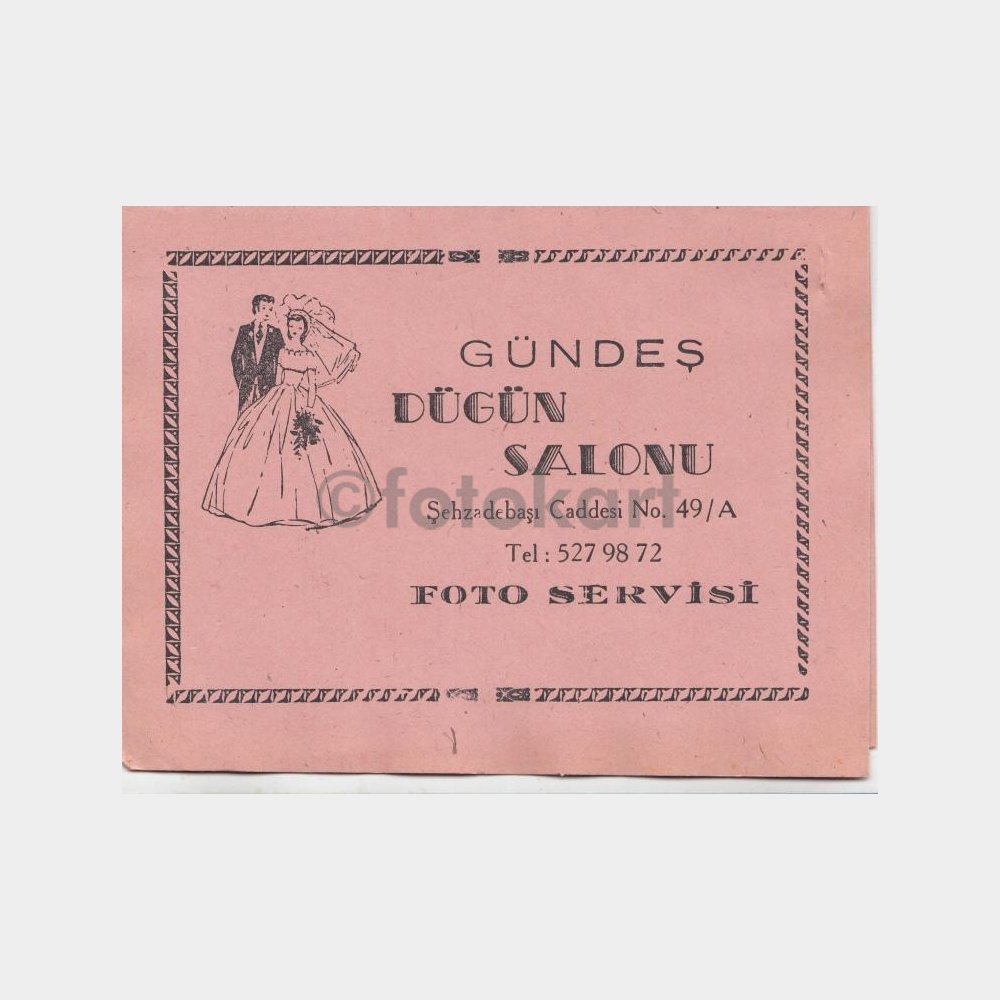 GÜNDEŞ
DÜGÜN
SALONU
©fotokart
Şehzadebaşı Caddesi No. 49/A
Tel: 527 98 72
FOTO SERVİSİ